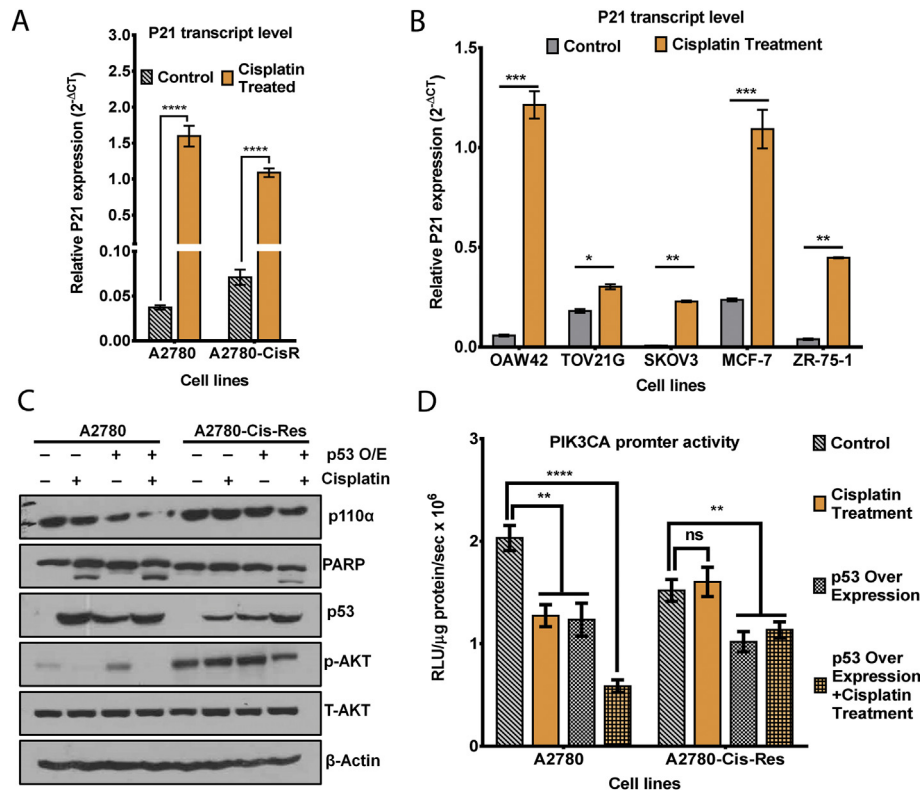 A
P21 transcript level
Control
Cisplatin
Treated
Relative P21 expression (2-ΔCT)
3.0
2.5
2.0
1.5
1.0
0.5
0.10
0.05
0.00
****
****
A2780
A2780-CisR
Cell lines
B
P21 transcript level
Control
Cisplatin Treatment
Relative P21 expression (2-ΔCT)
1.5
1.0
0.5
0.0
***
*
**
***
**
OAW42
TOV21G
SKOV3
MCF-7
ZR-75-1
Cell lines
C
A2780
A2780-Cis-Res
– – + + – – + + p53 O/E
– + – + – + – + Cisplatin
p110α
PARP
p53
p-AKT
T-AKT
β-Actin
D
PIK3CA promter activity
RLU/µg protein/sec x 10⁶
3
2
1
0
****
**
**
ns
A2780
A2780-Cis-Res
Cell lines
Control
Cisplatin
Treatment
p53 Over
Expression
p53 Over
Expression
+Cisplatin
Treatment